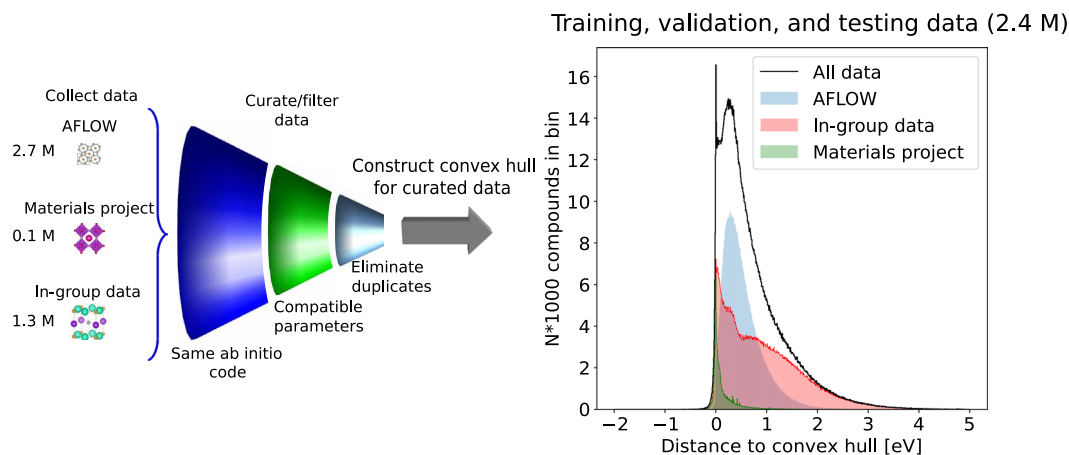 Collect data
AFLOW
2.7 M
Materials project
0.1 M
In-group data
1.3 M
Curate/filter
data
Same ab initio
code
Compatible
parameters
Eliminate
duplicates
Construct convex hull
for curated data
Training, validation, and testing data (2.4 M)
All data
AFLOW
In-group data
Materials project
N*1000 compounds in bin
16
14
12
10
8
6
4
2
0
−2 −1 0 1 2 3 4 5
Distance to convex hull [eV]